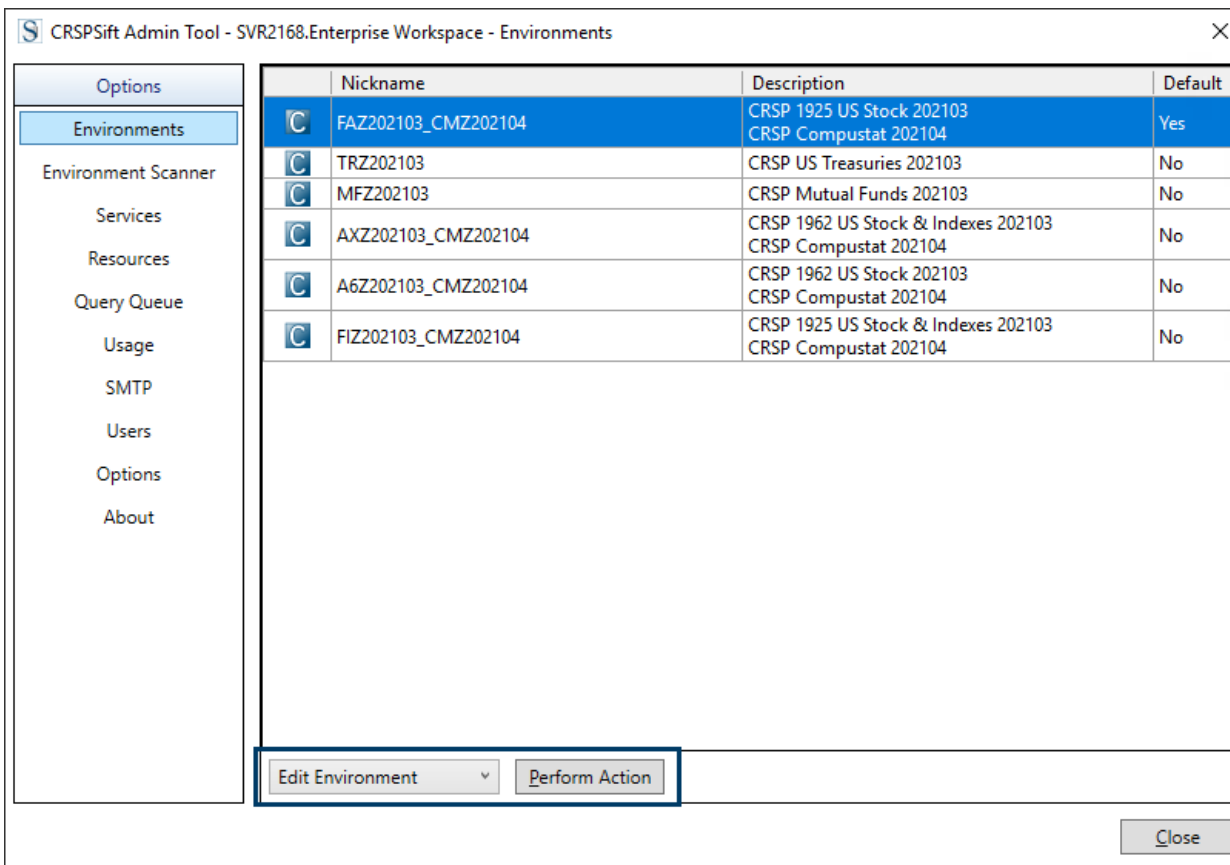 S CRSPSift Admin Tool - SVR2168.Enterprise Workspace - Environments
Options
Environments
Environment Scanner
Services
Resources
Query Queue
Usage
SMTP
Users
Options
About
Nickname Description Default
C FAZ202103_CMZ202104 CRSP 1925 US Stock 202103
CRSP Compustat 202104 Yes
C TRZ202103 CRSP US Treasuries 202103 No
C MFZ202103 CRSP Mutual Funds 202103 No
C AXZ202103_CMZ202104 CRSP 1962 US Stock & Indexes 202103
CRSP Compustat 202104 No
C A6Z202103_CMZ202104 CRSP 1962 US Stock 202103
CRSP Compustat 202104 No
C FIZ202103_CMZ202104 CRSP 1925 US Stock & Indexes 202103
CRSP Compustat 202104 No
Edit Environment Perform Action
Close